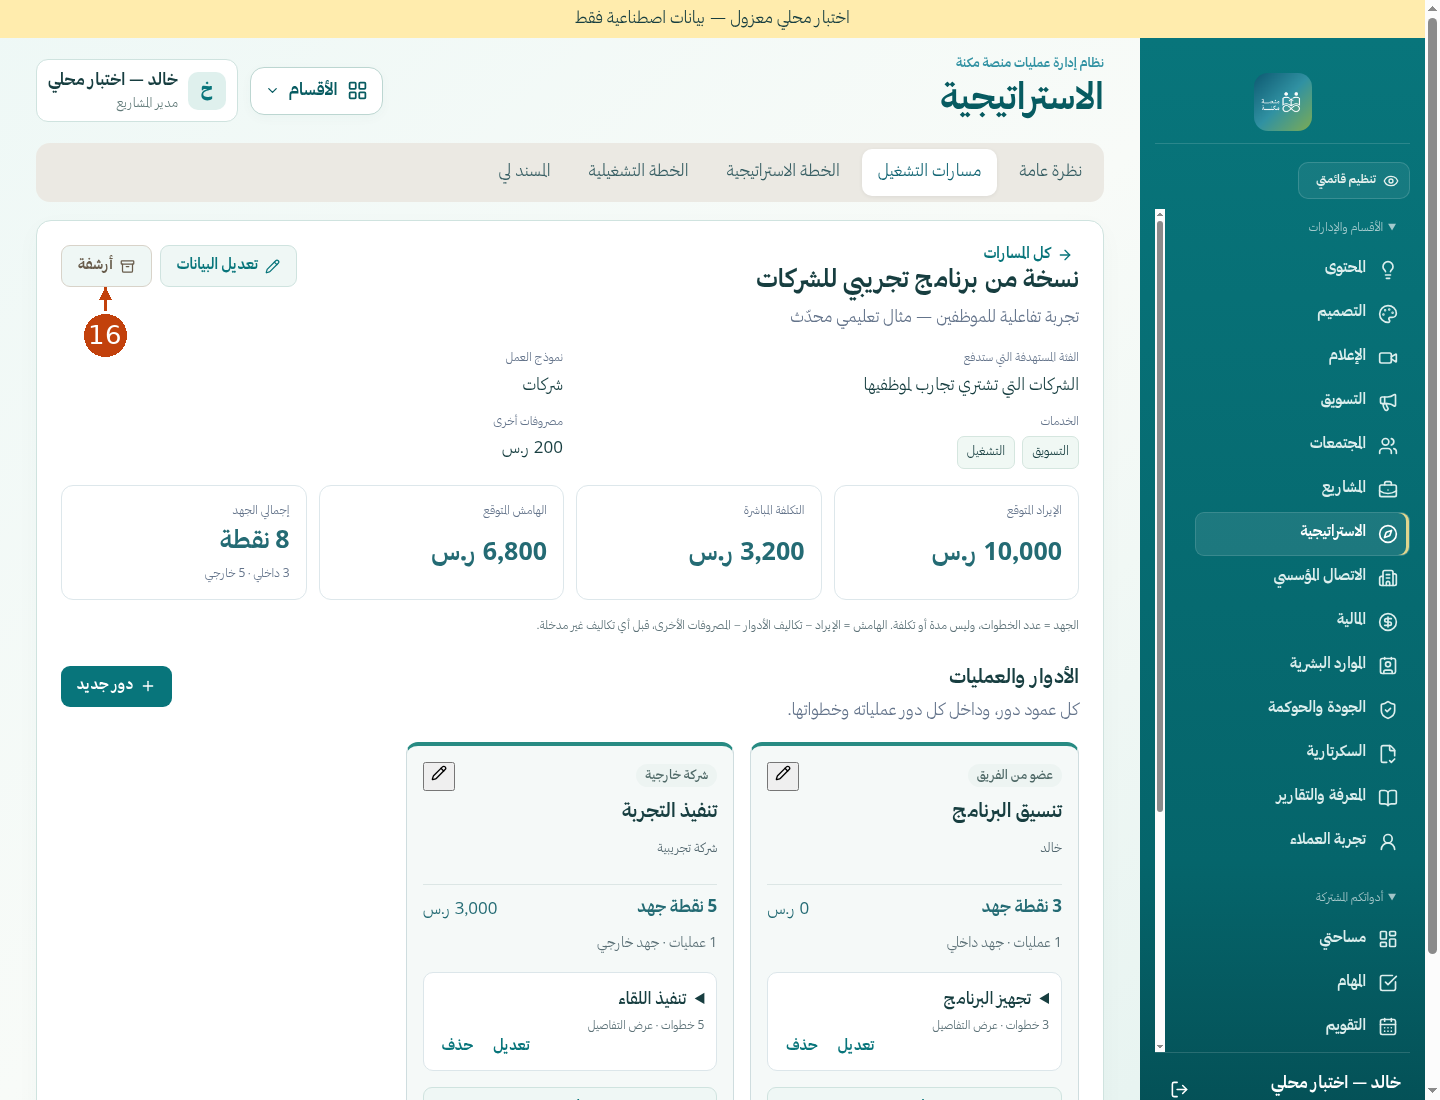 اختبار محلي معزول — بيانات اصطناعية فقط
نظام إدارة عمليات منصة مكنة
الاستراتيجية
الأقسام
خ
خالد — اختبار محلي
مدير المشاريع
نظرة عامة
مسارات التشغيل
الخطة الاستراتيجية
الخطة التشغيلية
المسند لي
كل المسارات
نسخة من برنامج تجريبي للشركات
تجربة تفاعلية للموظفين — مثال تعليمي محدّث
تعديل البيانات
أرشفة
16
الفئة المستهدفة التي ستدفع
الشركات التي تشتري تجارب لموظفيها
نموذج العمل
شركات
الخدمات
التسويق
التشغيل
مصروفات أخرى
200 ر.س
الإيراد المتوقع
10,000 ر.س
التكلفة المباشرة
3,200 ر.س
الهامش المتوقع
6,800 ر.س
إجمالي الجهد
8 نقطة
3 داخلي · 5 خارجي
الجهد = عدد الخطوات، وليس مدة أو تكلفة. الهامش = الإيراد − تكاليف الأدوار − المصروفات الأخرى، قبل أي تكاليف غير مدخلة.
الأدوار والعمليات
كل عمود دور، وداخل كل دور عملياته وخطواتها.
دور جديد
عضو من الفريق
تنسيق البرنامج
خالد
3 نقطة جهد
0 ر.س
1 عمليات · جهد داخلي
تجهيز البرنامج
3 خطوات · عرض التفاصيل
تعديل
حذف
شركة خارجية
تنفيذ التجربة
شركة تجريبية
5 نقطة جهد
3,000 ر.س
1 عمليات · جهد خارجي
تنفيذ اللقاء
5 خطوات · عرض التفاصيل
تعديل
حذف
تنظيم قائمتي
الأقسام والإدارات
المحتوى
التصميم
الإعلام
التسويق
المجتمعات
المشاريع
الاستراتيجية
الاتصال المؤسسي
المالية
الموارد البشرية
الجودة والحوكمة
السكرتارية
المعرفة والتقارير
تجربة العملاء
أدواتكم المشتركة
مساحتي
المهام
التقويم
خالد — اختبار محلي